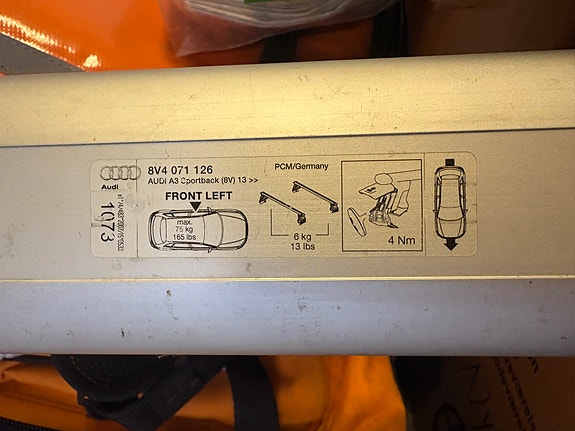 Audi
1073
8V4 071 126
AUDI A3 Sportback (8V) 13 >>
FRONT LEFT
max.
75 kg
165 lbs
PCM/Germany
6 kg
13 lbs
4 Nm